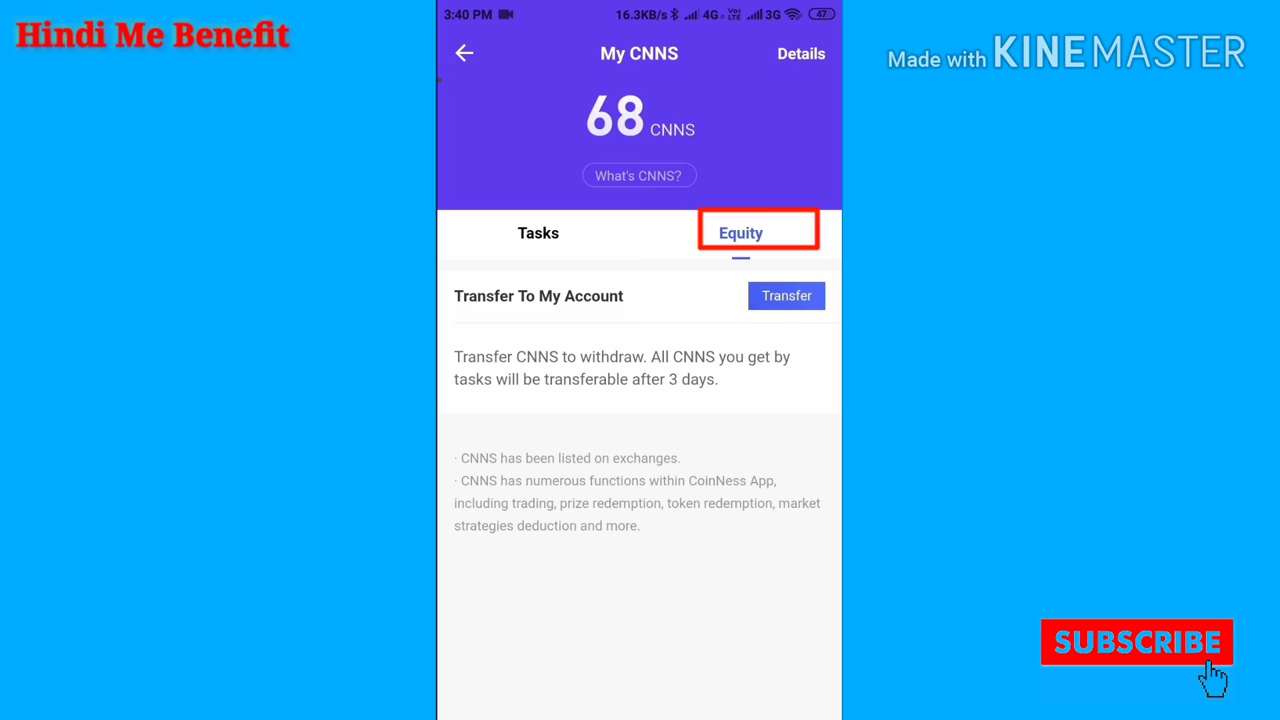 Hindi Me Benefit
3:40 PM 16.3KB/s 4G VoLTE 3G 47
Made with KINEMASTER
My CNNS Details
68 CNNS
What's CNNS?
Tasks Equity
Transfer To My Account Transfer
Transfer CNNS to withdraw. All CNNS you get by
tasks will be transferable after 3 days.
· CNNS has been listed on exchanges.
· CNNS has numerous functions within CoinNess App,
including trading, prize redemption, token redemption, market
strategies deduction and more.
SUBSCRIBE